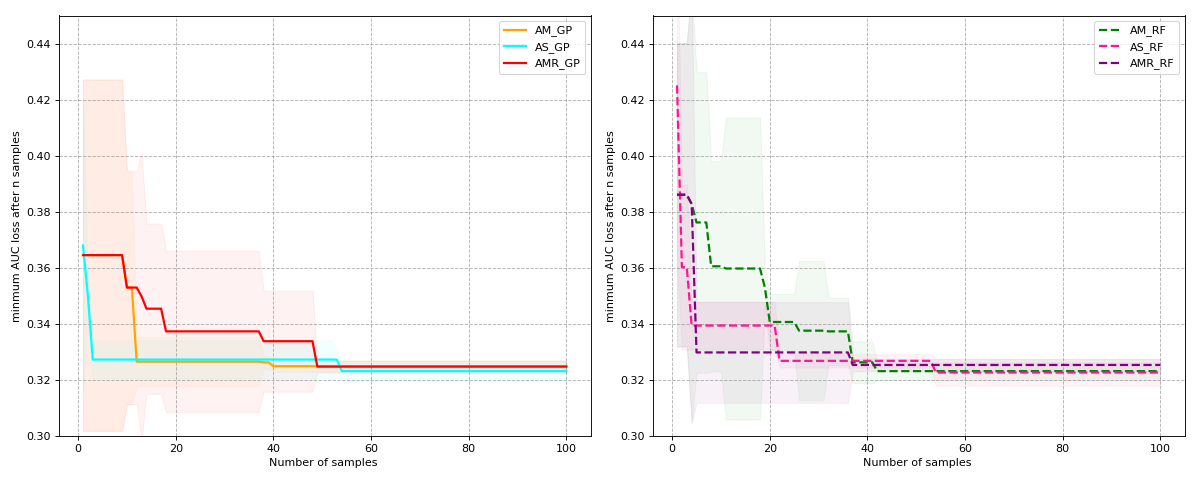 minmum AUC loss after n samples
0.44
0.42
0.40
0.38
0.36
0.34
0.32
0.30
0
20
40
60
80
100
Number of samples
AM_GP
AS_GP
AMR_GP
minmum AUC loss after n samples
0.44
0.42
0.40
0.38
0.36
0.34
0.32
0.30
0
20
40
60
80
100
Number of samples
AM_RF
AS_RF
AMR_RF